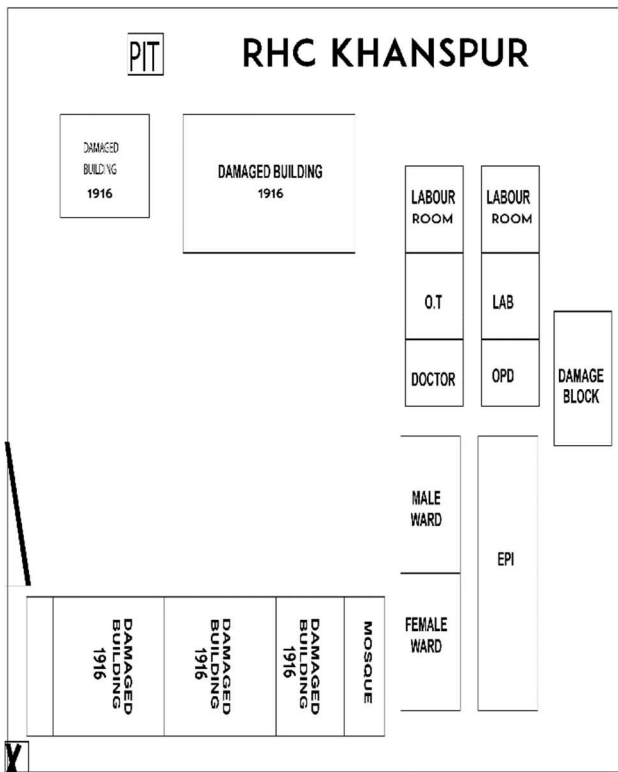 PIT
RHC KHANSPUR
DAMAGED
BUILDING
1916
DAMAGED BUILDING
1916
LABOUR
ROOM
LABOUR
ROOM
O.T
LAB
DOCTOR
OPD
DAMAGE
BLOCK
MALE
WARD
EPI
FEMALE
WARD
DAMAGED
BUILDING
1916
DAMAGED
BUILDING
1916
DAMAGED
BUILDING
1916
MOSQUE
X